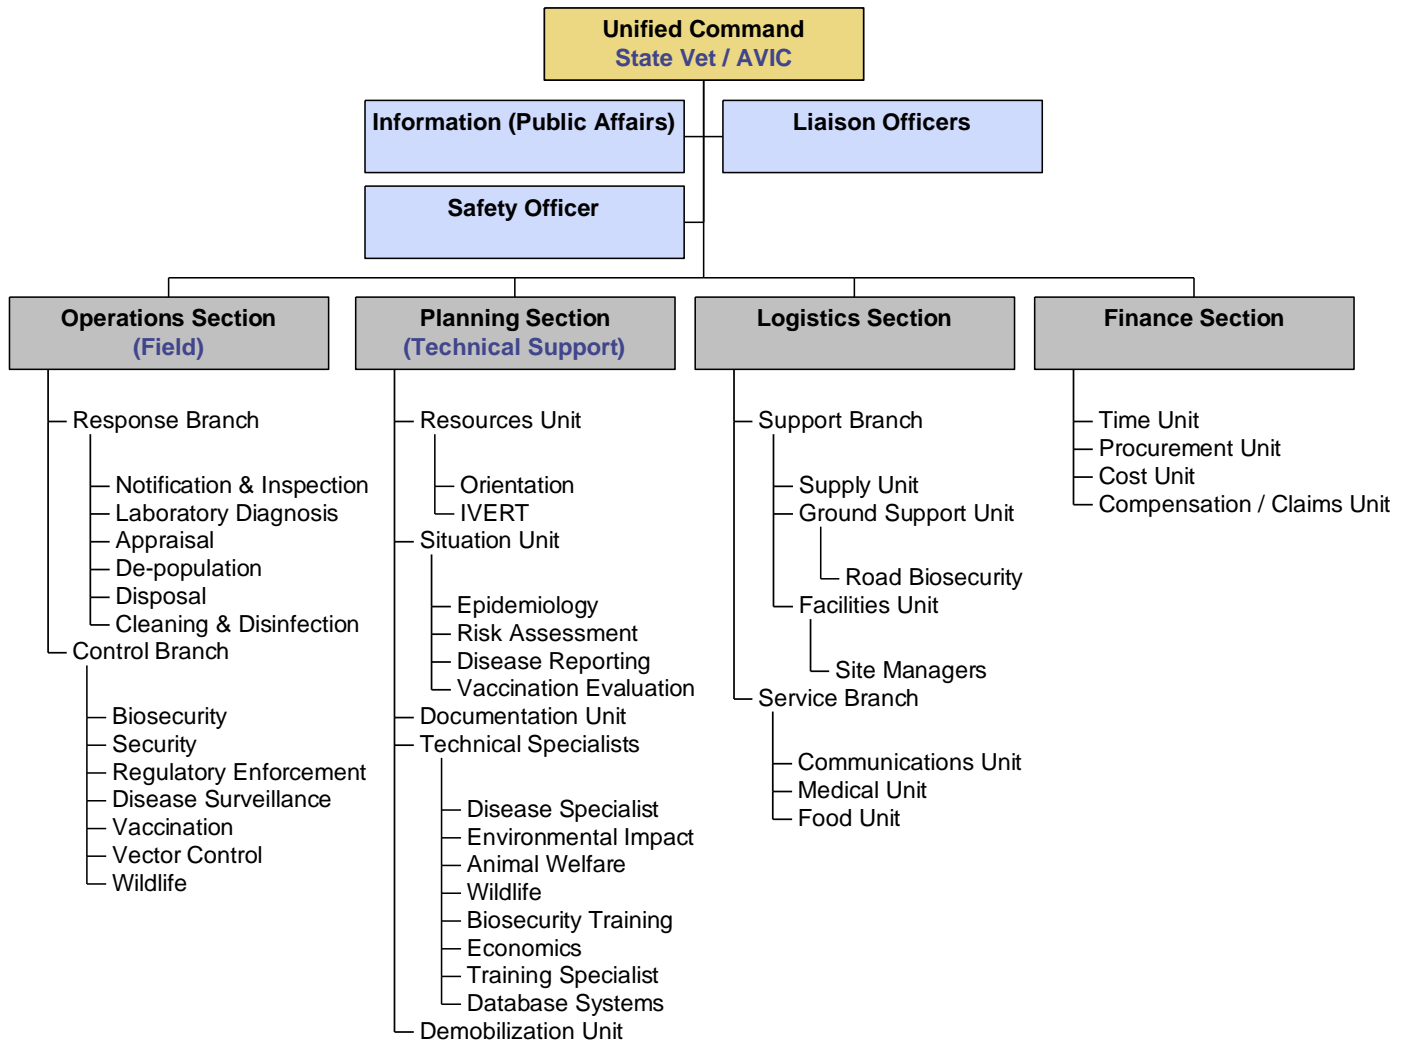 Unified Command
State Vet / AVIC
Information (Public Affairs)
Liaison Officers
Safety Officer
Operations Section
(Field)
Response Branch
Notification & Inspection
Laboratory Diagnosis
Appraisal
De-population
Disposal
Cleaning & Disinfection
Control Branch
Biosecurity
Security
Regulatory Enforcement
Disease Surveillance
Vaccination
Vector Control
Wildlife
Planning Section
(Technical Support)
Resources Unit
Orientation
IVERT
Situation Unit
Epidemiology
Risk Assessment
Disease Reporting
Vaccination Evaluation
Documentation Unit
Technical Specialists
Disease Specialist
Environmental Impact
Animal Welfare
Wildlife
Biosecurity Training
Economics
Training Specialist
Database Systems
Demobilization Unit
Logistics Section
Support Branch
Supply Unit
Ground Support Unit
Road Biosecurity
Facilities Unit
Site Managers
Service Branch
Communications Unit
Medical Unit
Food Unit
Finance Section
Time Unit
Procurement Unit
Cost Unit
Compensation / Claims Unit